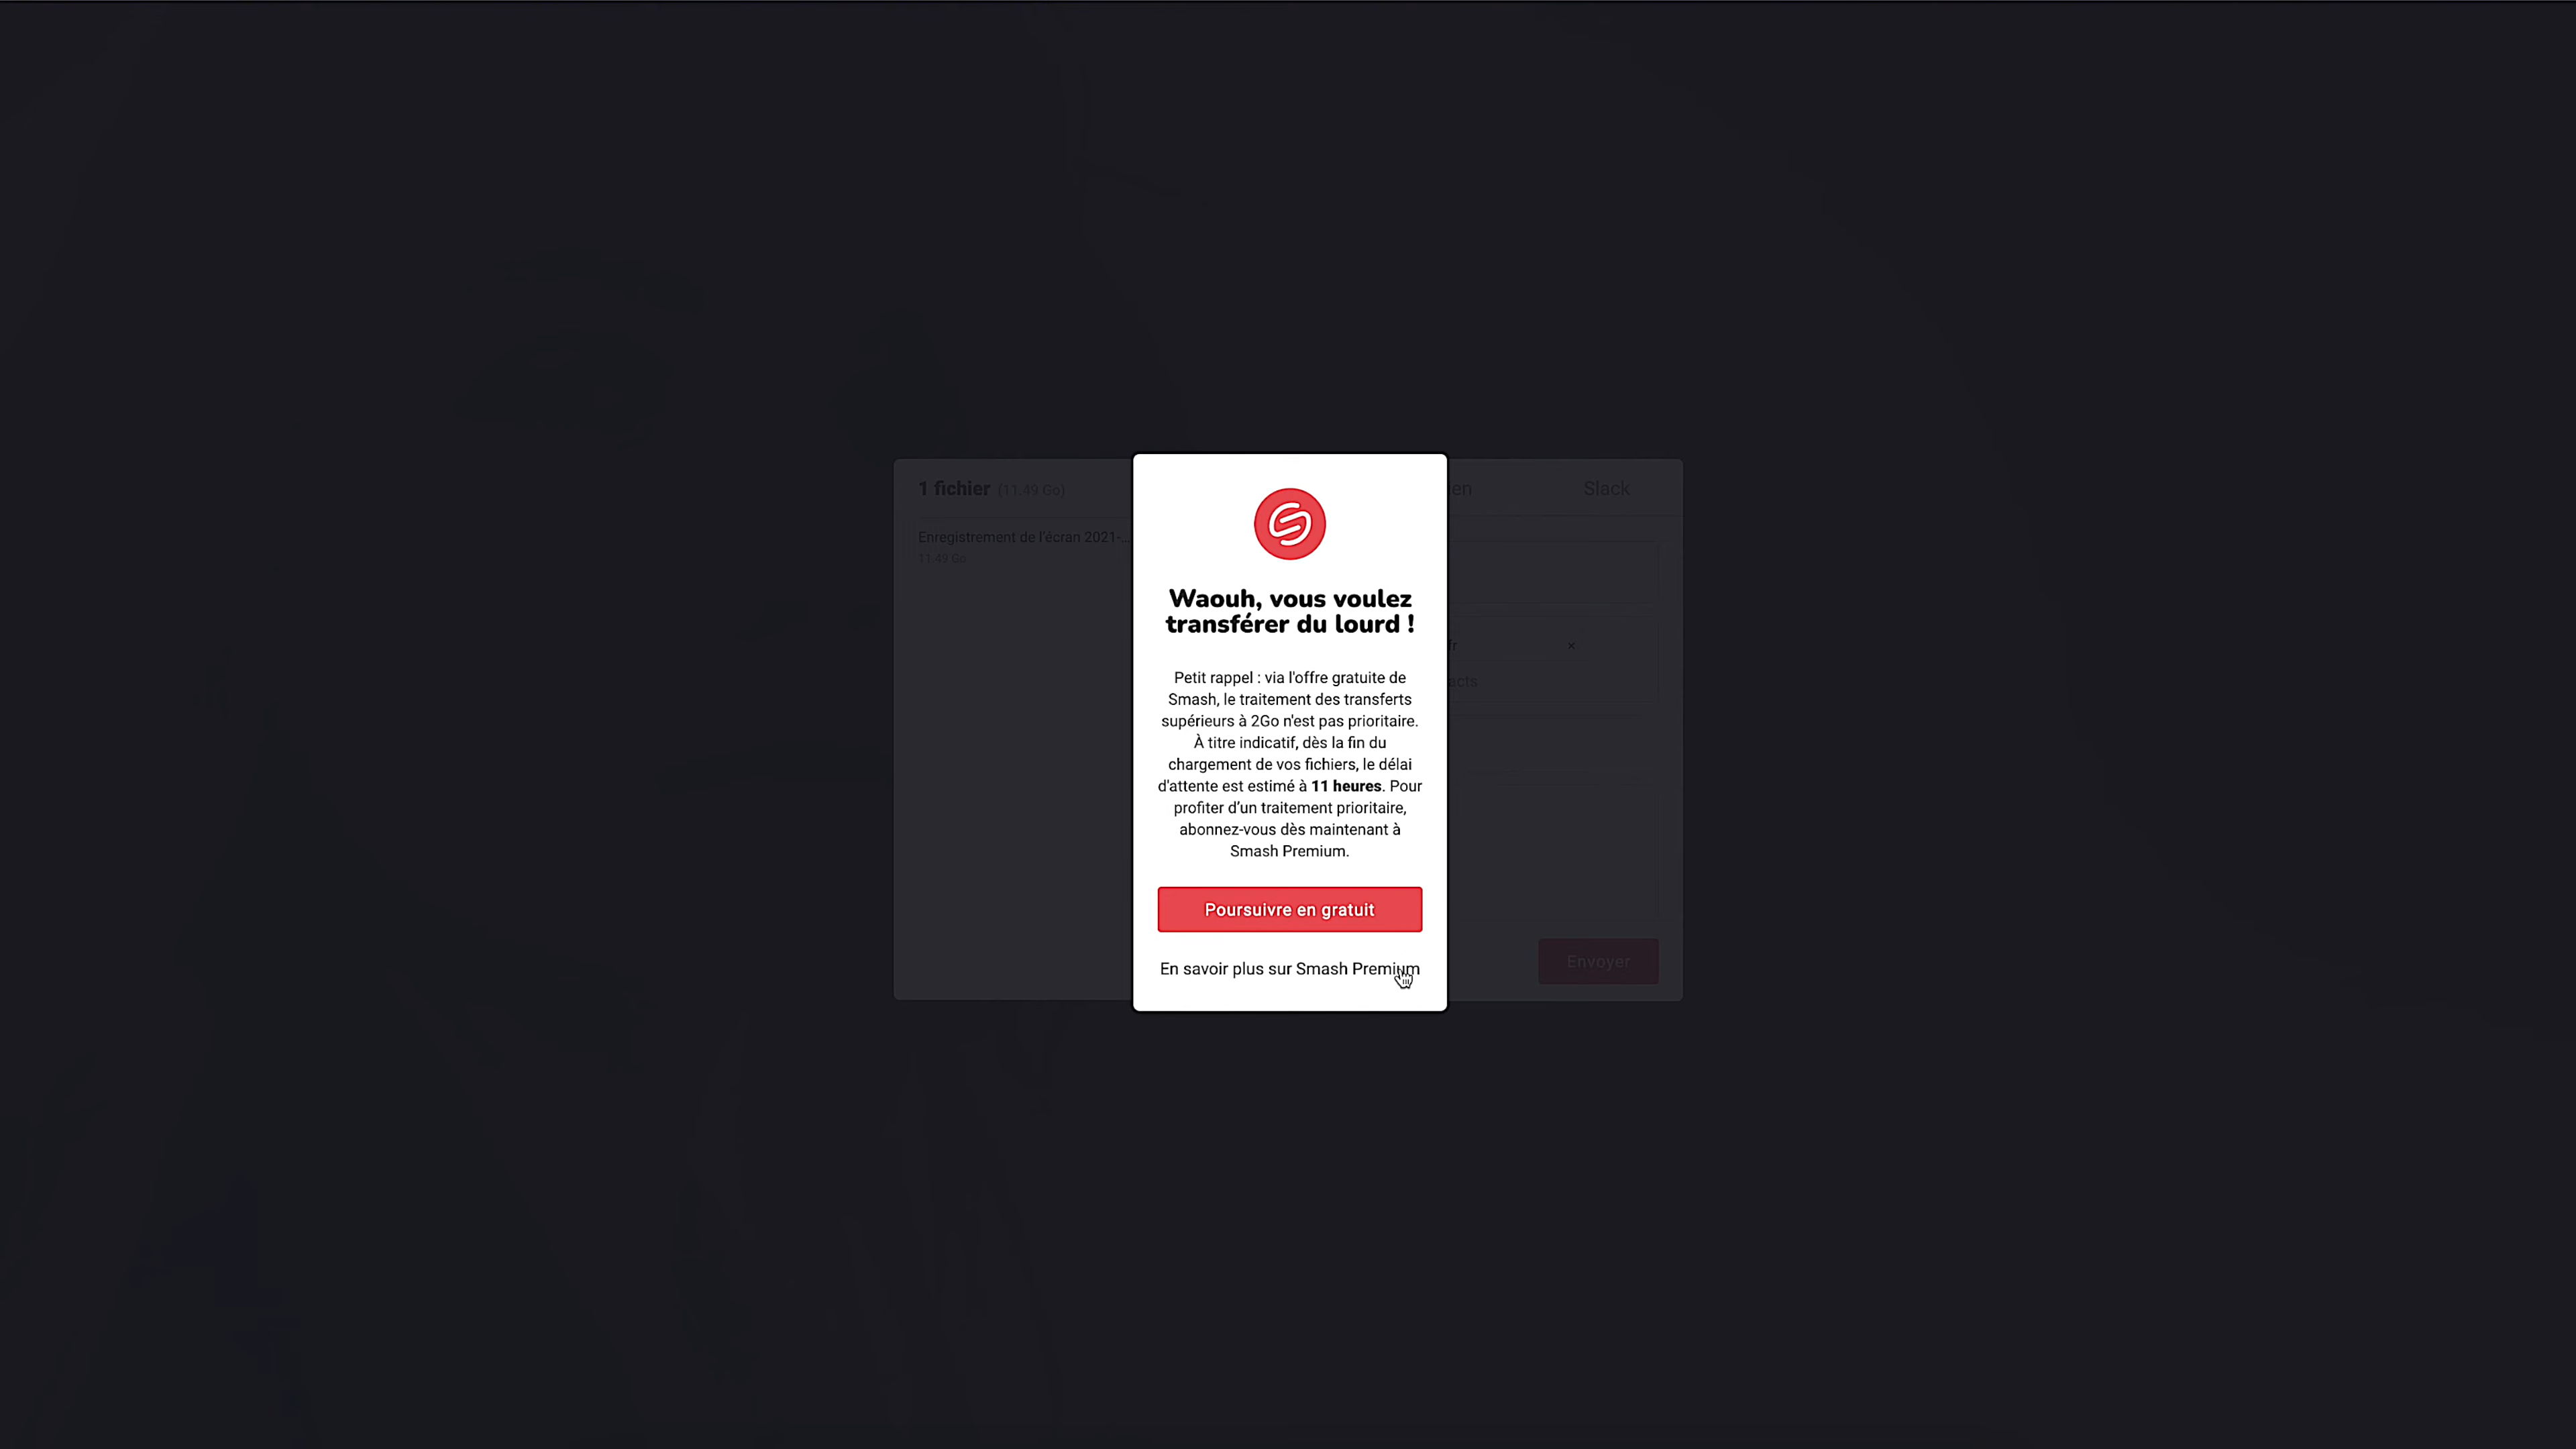 1 fichier (11,49 Go)
Slack
Enregistrement de l'écran 2021-...
11,49 Go
Waouh, vous voulez
transférer du lourd !
Petit rappel : via l'offre gratuite de
Smash, le traitement des transferts
supérieurs à 2Go n'est pas prioritaire.
À titre indicatif, dès la fin du
chargement de vos fichiers, le délai
d'attente est estimé à 11 heures. Pour
profiter d’un traitement prioritaire,
abonnez-vous dès maintenant à
Smash Premium.
Poursuivre en gratuit
En savoir plus sur Smash Premium
Envoyer